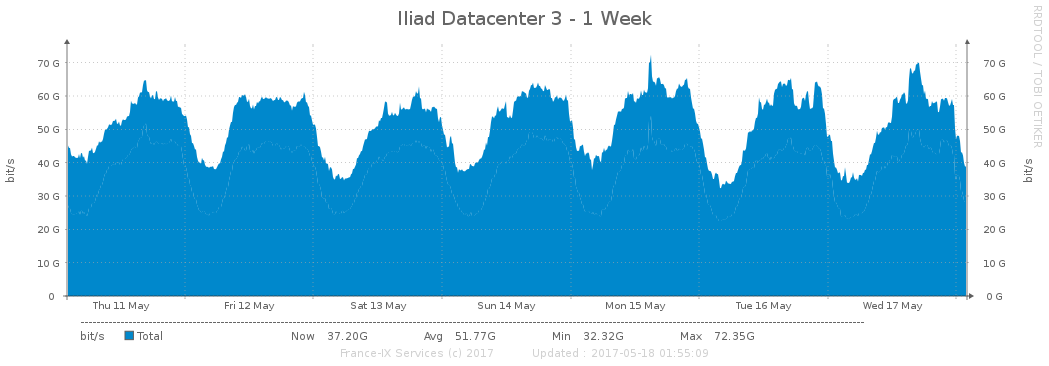 Iliad Datacenter 3 - 1 Week
RRDTOOL / TOBI OETIKER
bit/s
70 G 70 G
60 G 60 G
50 G 50 G
40 G 40 G
30 G 30 G
20 G 20 G
10 G 10 G
0 0 G
bit/s
Thu 11 May Fri 12 May Sat 13 May Sun 14 May Mon 15 May Tue 16 May Wed 17 May
bit/s Total Now 37.20G Avg 51.77G Min 32.32G Max 72.35G
France-IX Services (c) 2017 Updated : 2017-05-18 01:55:09